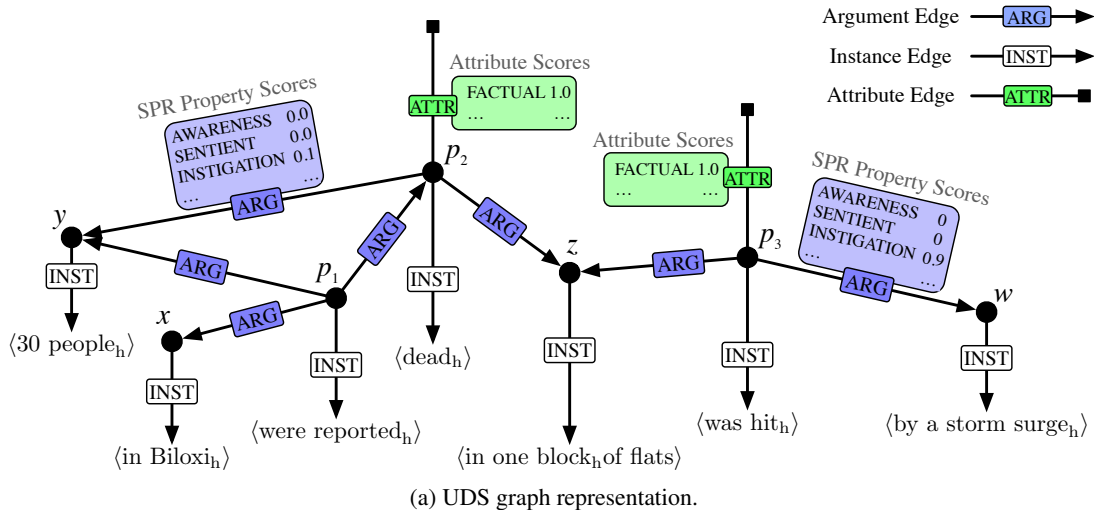 Argument Edge ARG
Instance Edge INST
Attribute Edge ATTR
Attribute Scores
FACTUAL 1.0
... ...
ATTR
SPR Property Scores
AWARENESS 0.0
SENTIENT 0.0
INSTIGATION 0.1
... ...
ARG
p2
Attribute Scores
FACTUAL 1.0
... ...
ATTR
SPR Property Scores
AWARENESS 0
SENTIENT 0
INSTIGATION 0.9
... ...
ARG
y
ARG
ARG
ARG
z
ARG
p3
p1
w
x
ARG
INST
INST
INST
INST
INST
INST
INST
⟨30 peopleh⟩
⟨deadh⟩
⟨in Biloxih⟩
⟨were reportedh⟩
⟨in one blockhof flats⟩
⟨was hith⟩
⟨by a storm surgeh⟩
(a) UDS graph representation.